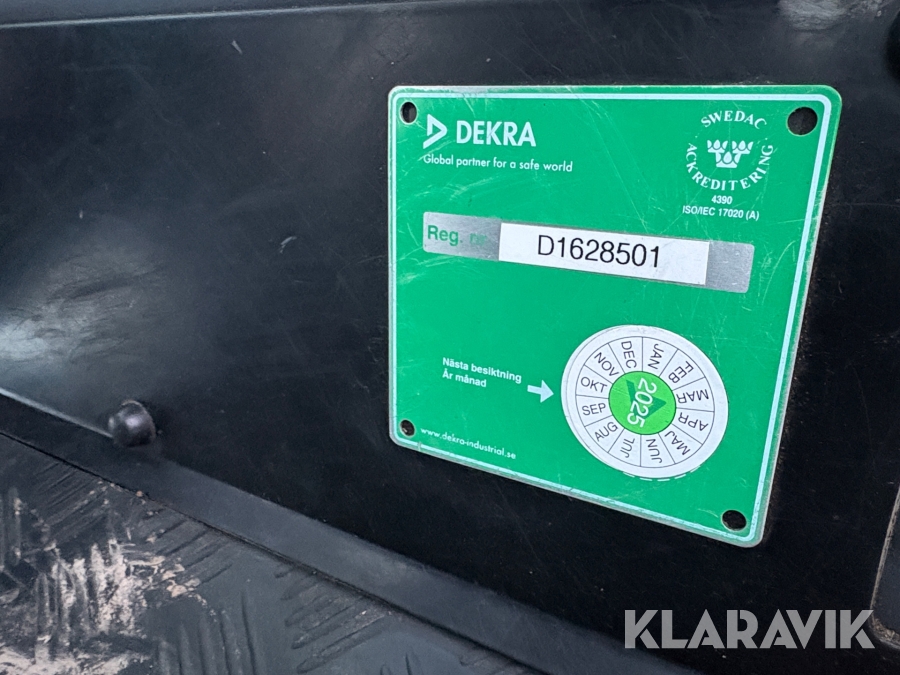 DEKRA
Global partner for a safe world
SWEDAC
ACKREDITERING
4390
ISO/IEC 17020 (A)
Reg. nr
D1628501
Nästa besiktning
År månad
JAN
FEB
MAR
APR
MAJ
JUN
JUL
AUG
SEP
OKT
NOV
DEC
2025
www.dekra-industrial.se
KLARAVIK